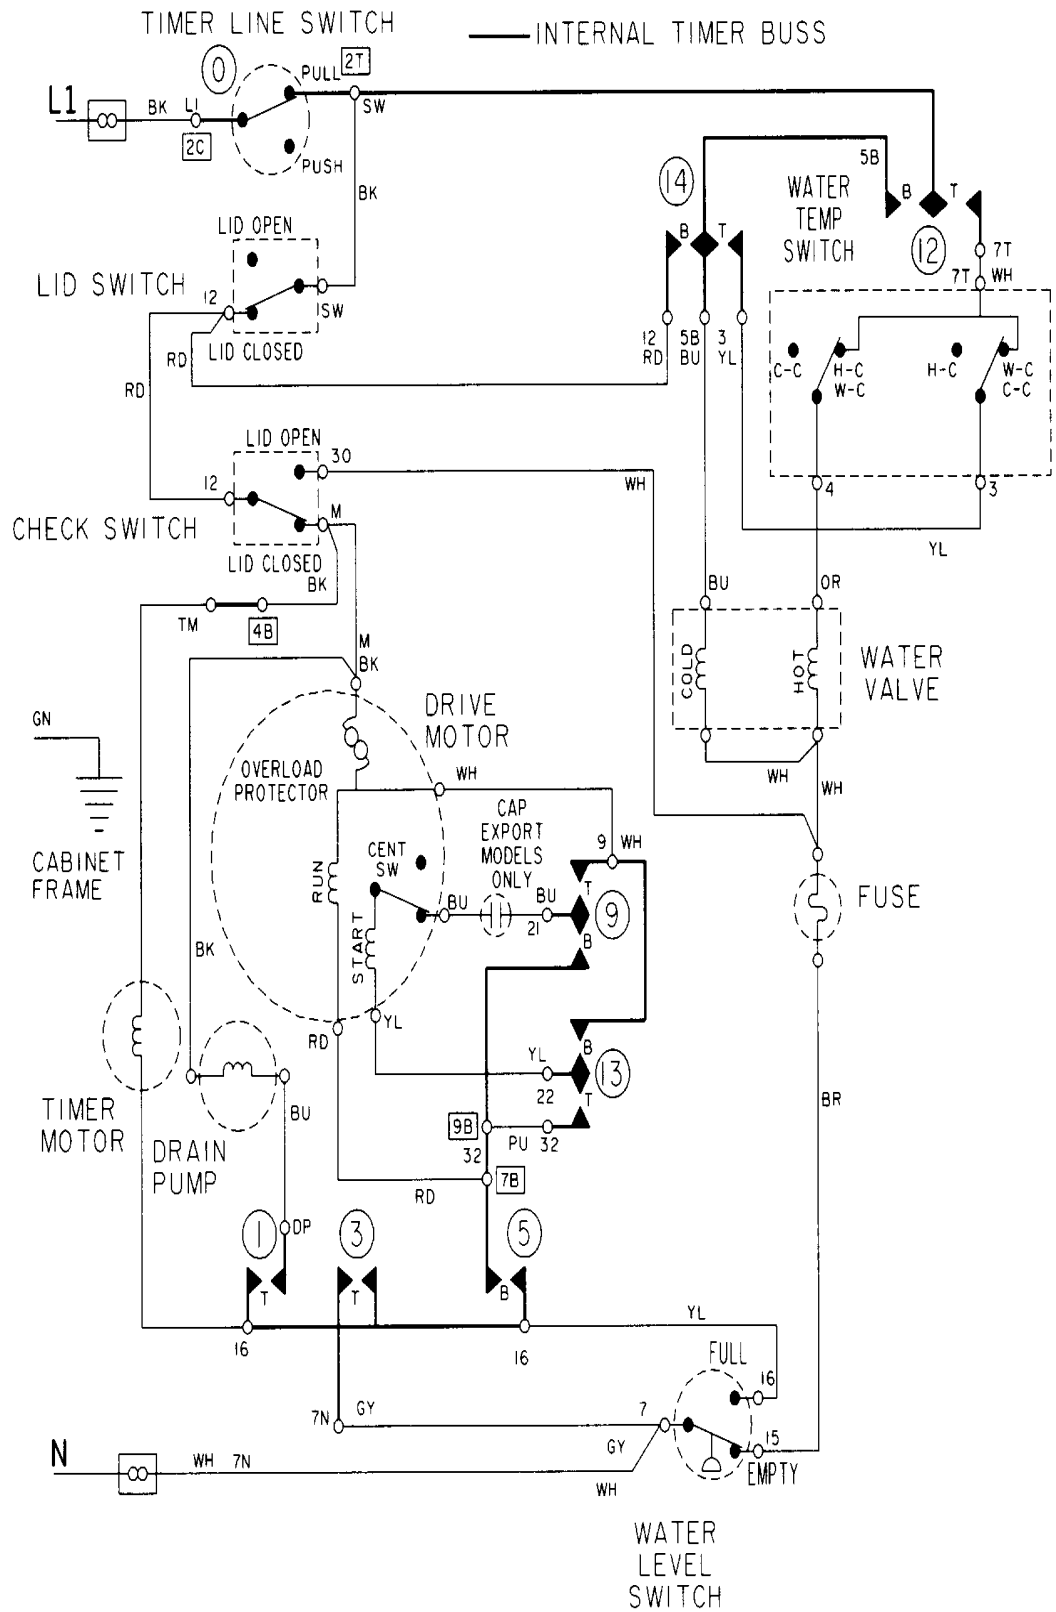 TIMER LINE SWITCH
INTERNAL TIMER BUSS
0
PULL
2T
L1
BK
L1
SW
2C
PUSH
5B
14
BK
WATER
TEMP
SWITCH
B
T
12
LID OPEN
B
T
7T
7T
WH
LID SWITCH
12
SW
LID CLOSED
RD
12
RD
5B
BU
3
YL
C-C
H-C
W-C
H-C
W-C
C-C
RD
LID OPEN
30
12
WH
4
3
M
CHECK SWITCH
LID CLOSED
YL
BK
BU
OR
TM
4B
M
BK
COLD
HOT
WATER
VALVE
GN
DRIVE
MOTOR
OVERLOAD
PROTECTOR
WH
WH
WH
CAP
EXPORT
MODELS
ONLY
CABINET
FRAME
CENT
SW
9
WH
RUN
T
FUSE
BU
BU
21
9
START
B
BK
RD
YL
YL
B
13
22
T
BR
TIMER
MOTOR
BU
9B
PU
32
DRAIN
PUMP
32
7B
RD
1
DP
3
5
T
T
B
YL
16
16
FULL
16
7N
GY
7
GY
15
EMPTY
N
WH
7N
WH
WATER
LEVEL
SWITCH